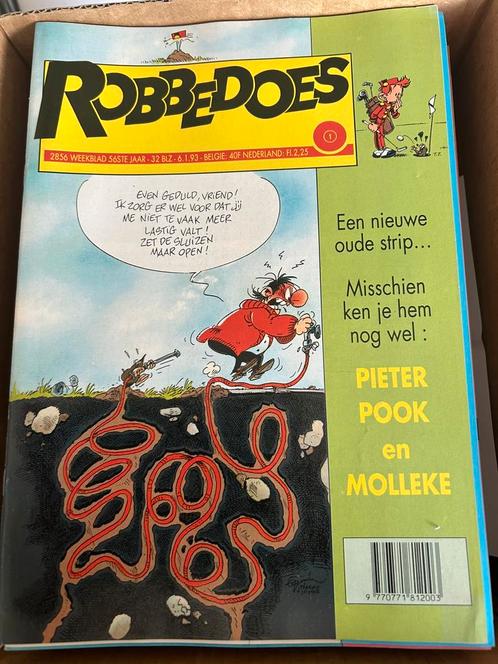 ROBBEDOES
2856 WEEKBLAD 56STE JAAR - 32 BLZ - 6.1.93 - BELGIE: 40F NEDERLAND: Fl.2,25
1
EVEN GEDULD, VRIEND!
IK ZORG ER WEL VOOR DAT JIJ
ME NIET TE VAAK MEER
LASTIG VALT!
ZET DE SLUIZEN
MAAR OPEN!
Een nieuwe
oude strip...
Misschien
ken je hem
nog wel :
PIETER
POOK
en
MOLLEKE
9 770771 812003